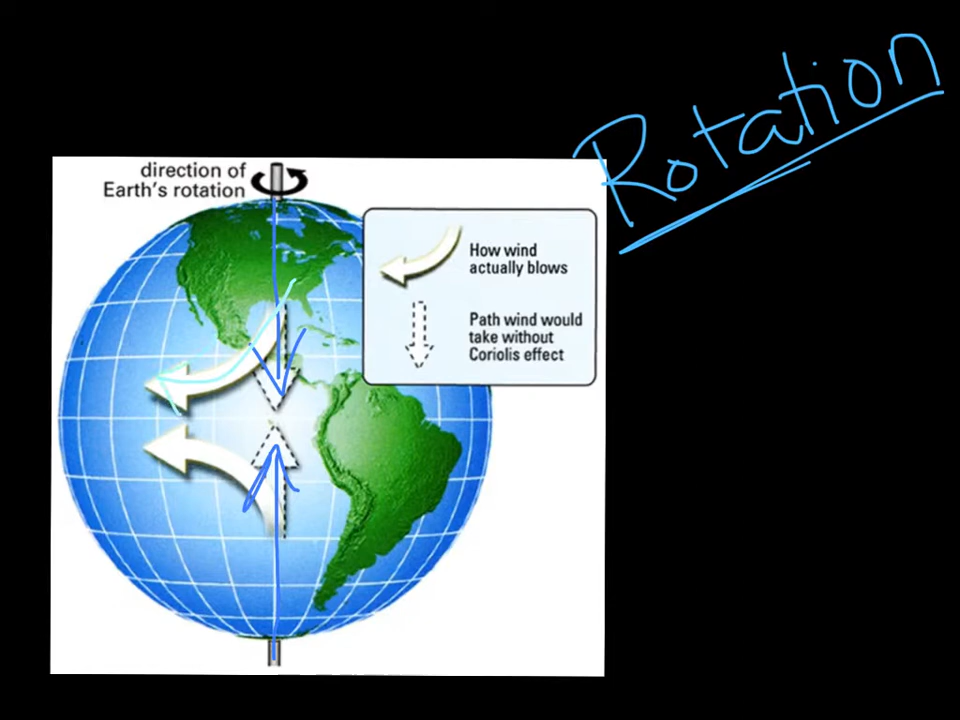 Rotation
direction of
Earth's rotation
How wind
actually blows
Path wind would
take without
Coriolis effect